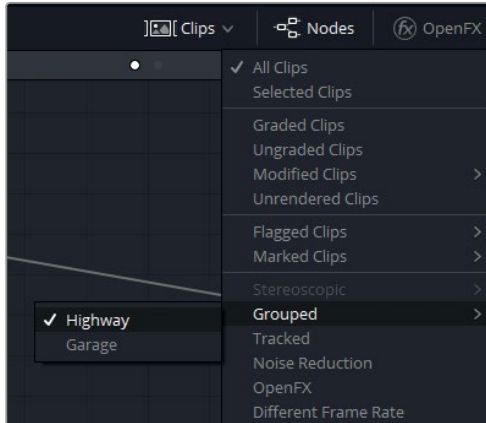 Clips
Nodes
OpenFX
All Clips
Selected Clips
Graded Clips
Ungraded Clips
Modified Clips
Unrendered Clips
Flagged Clips
Marked Clips
Stereoscopic
Grouped
Highway
Garage
Tracked
Noise Reduction
OpenFX
Different Frame Rate